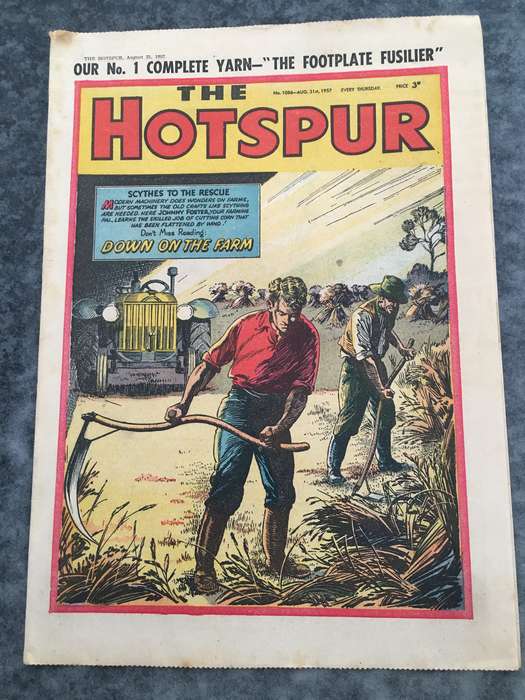 THE HOTSPUR, August 31, 1957
OUR No. 1 COMPLETE YARN—"THE FOOTPLATE FUSILIER"
THE
No. 1086—AUG. 31st, 1957 EVERY THURSDAY. PRICE 3ᴰ
HOTSPUR
SCYTHES TO THE RESCUE
MODERN MACHINERY DOES WONDERS ON FARMS,
BUT SOMETIMES THE OLD CRAFTS LIKE SCYTHING
ARE NEEDED. HERE JOHNNY FOSTER, YOUR FARMING
PAL, LEARNS THE SKILLED JOB OF CUTTING CORN THAT
HAS BEEN FLATTENED BY WIND!
Don't Miss Reading:
DOWN ON THE FARM